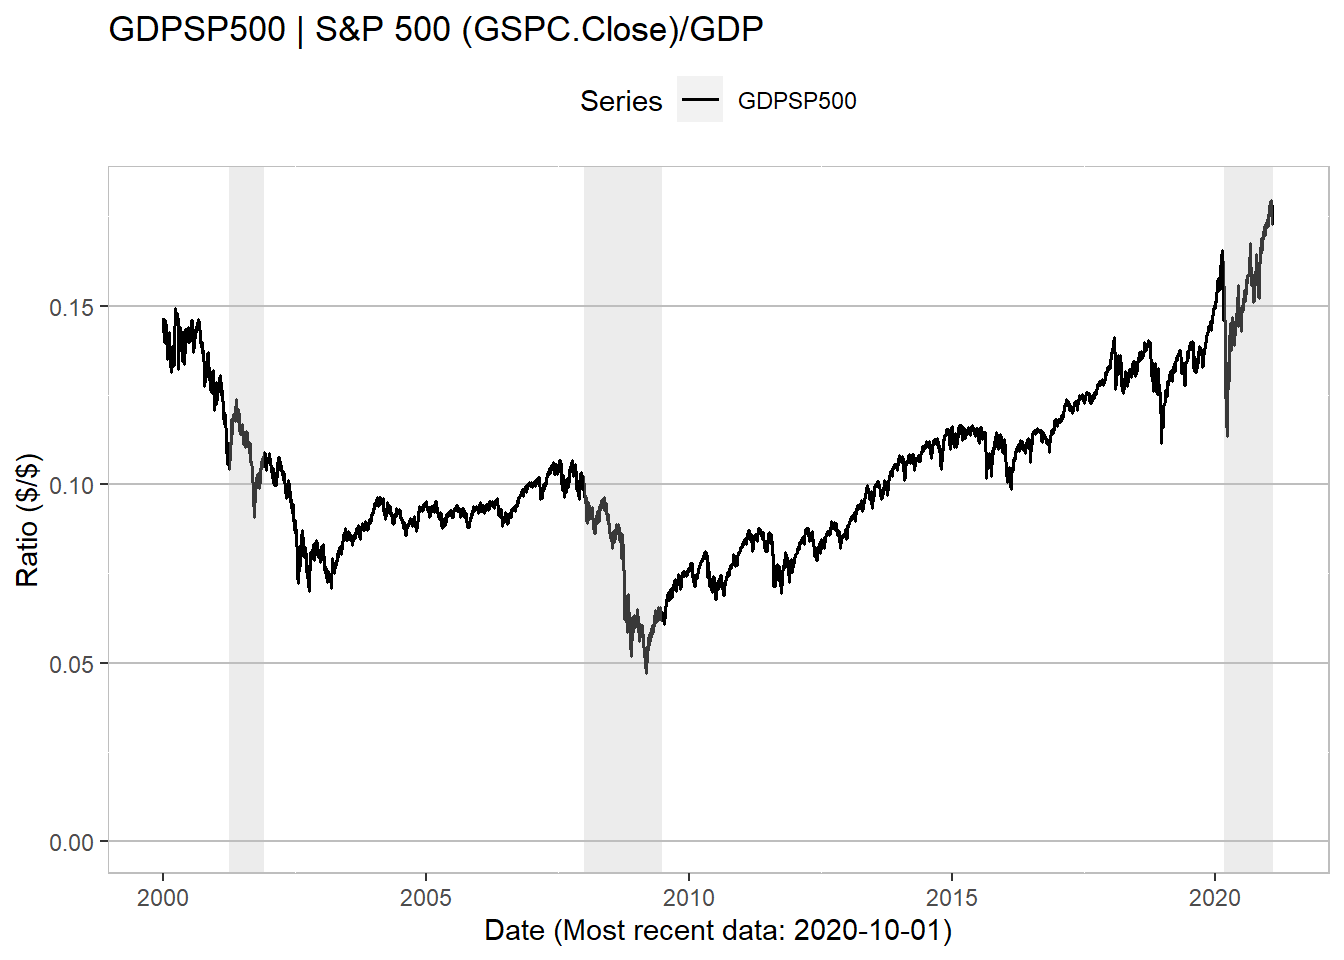 GDPSP500 | S&P 500 (GSPC.Close)/GDP
Series GDPSP500
Ratio ($/$)
0.15
0.10
0.05
0.00
2000 2005 2010 2015 2020
Date (Most recent data: 2020-10-01)